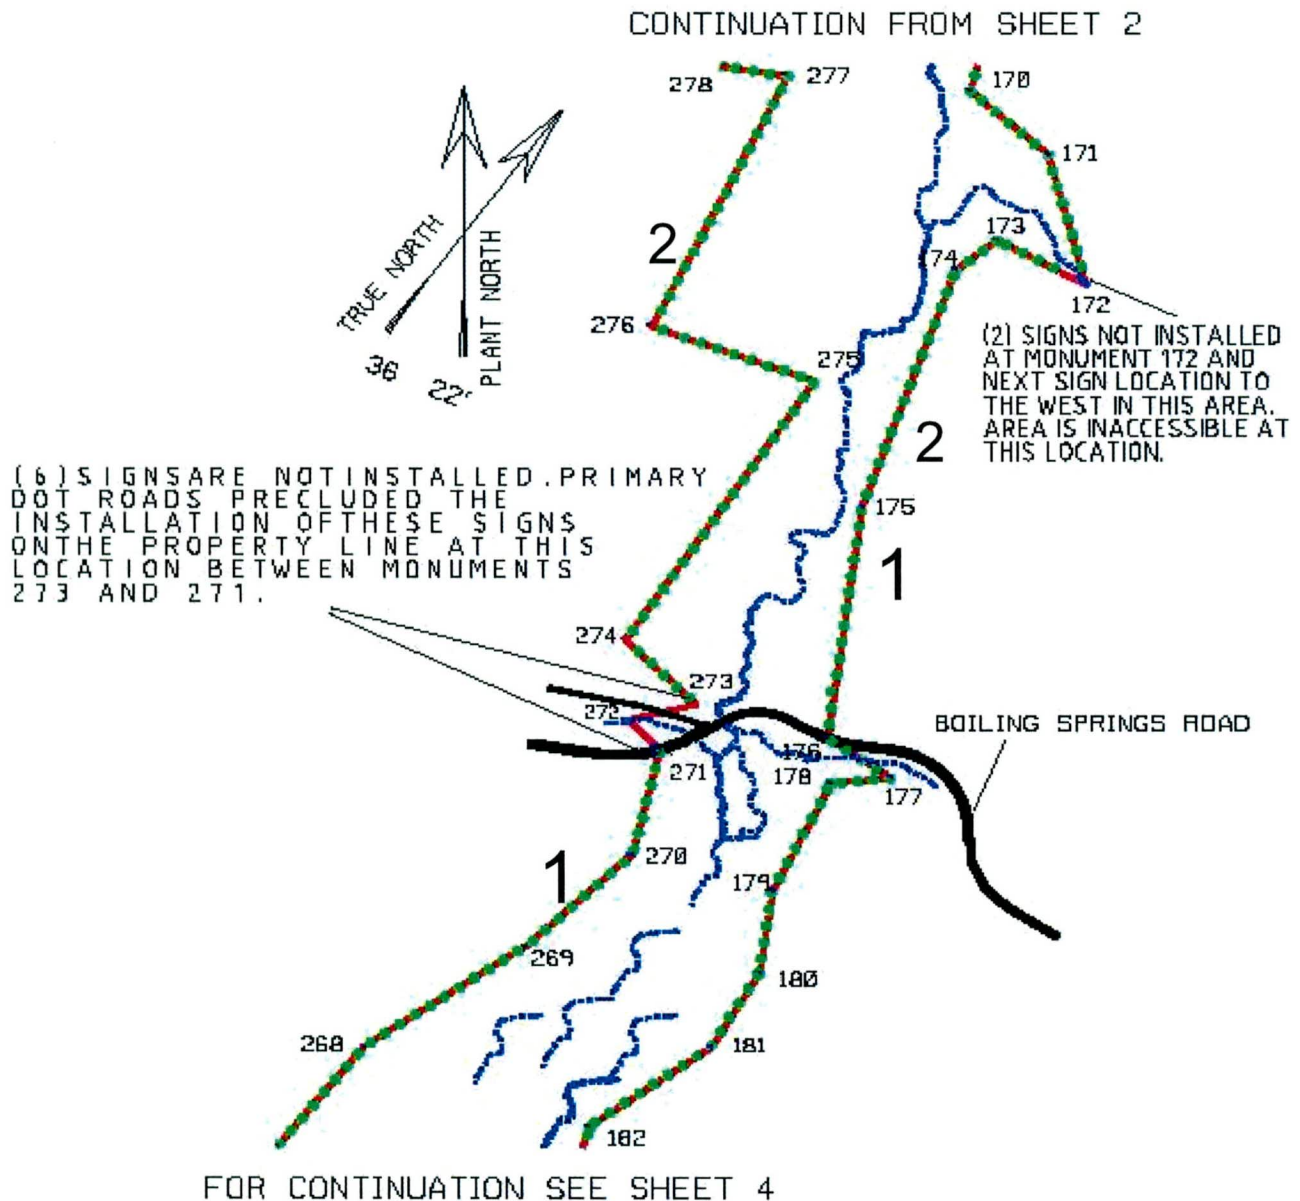 CONTINUATION FROM SHEET 2
278
277
170
171
2
173
174
172
TRUE NORTH
PLANT NORTH
36
22'
276
275
(2) SIGNS NOT INSTALLED
AT MONUMENT 172 AND
NEXT SIGN LOCATION TO
THE WEST IN THIS AREA.
AREA IS INACCESSIBLE AT
THIS LOCATION.
2
(6)SIGNSARE NOTINSTALLED.PRIMARY
DOT ROADS PRECLUDED THE
INSTALLATION OFTHESE SIGNS
ONTHE PROPERTY LINE AT THIS
LOCATION BETWEEN MONUMENTS
273 AND 271.
175
1
274
273
272
BOILING SPRINGS ROAD
176
271
178
177
270
1
179
269
180
268
181
182
FOR CONTINUATION SEE SHEET 4